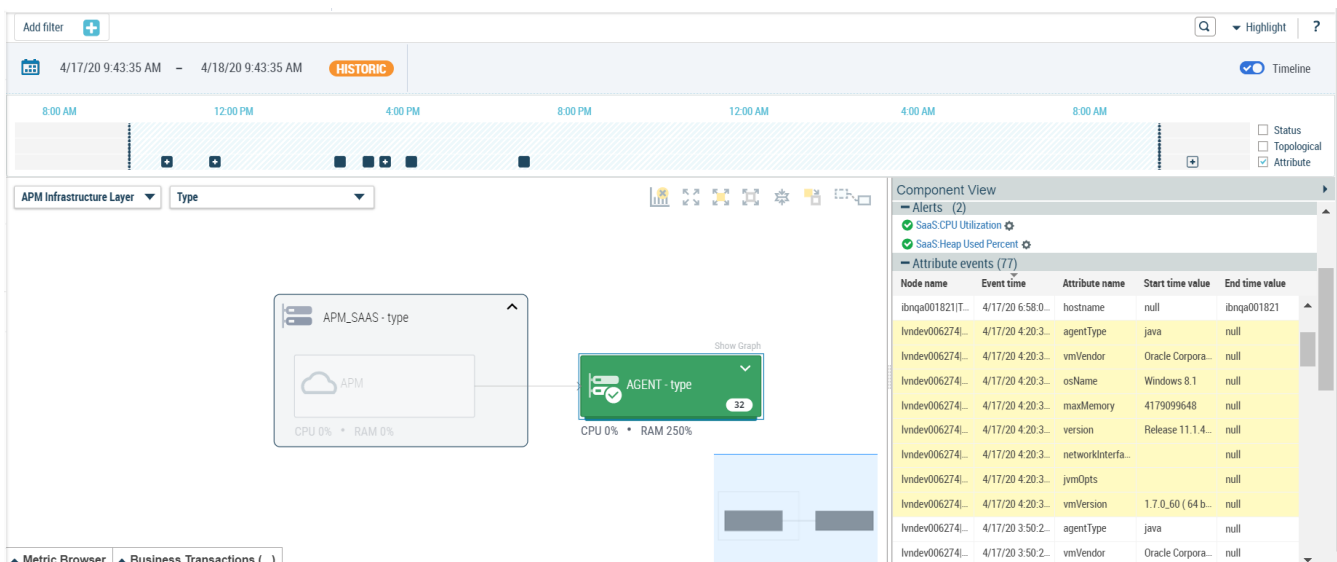 Add filter
Highlight ?
4/17/20 9:43:35 AM – 4/18/20 9:43:35 AM HISTORIC
Timeline
8:00 AM 12:00 PM 4:00 PM 8:00 PM 12:00 AM 4:00 AM 8:00 AM
Status
Topological
Attribute
APM Infrastructure Layer Type
APM_SAAS - type
APM
CPU 0% • RAM 0%
Show Graph
AGENT - type
32
CPU 0% • RAM 250%
Metric Browser Business Transactions (...)
Component View
Alerts (2)
SaaS:CPU Utilization
SaaS:Heap Used Percent
Attribute events (77)
Node name Event time Attribute name Start time value End time value
ibnqa001821|T... 4/17/20 6:58:0... hostname null ibnqa001821
lvndev006274|... 4/17/20 4:20:3... agentType java null
lvndev006274|... 4/17/20 4:20:3... vmVendor Oracle Corpora... null
lvndev006274|... 4/17/20 4:20:3... osName Windows 8.1 null
lvndev006274|... 4/17/20 4:20:3... maxMemory 4179099648 null
lvndev006274|... 4/17/20 4:20:3... version Release 11.1.4... null
lvndev006274|... 4/17/20 4:20:3... networkInterfa... null
lvndev006274|... 4/17/20 4:20:3... jvmOpts null
lvndev006274|... 4/17/20 4:20:3... vmVersion 1.7.0_60 ( 64 b... null
lvndev006274|... 4/17/20 3:50:2... agentType java null
lvndev006274|... 4/17/20 3:50:2... vmVendor Oracle Corpora... null